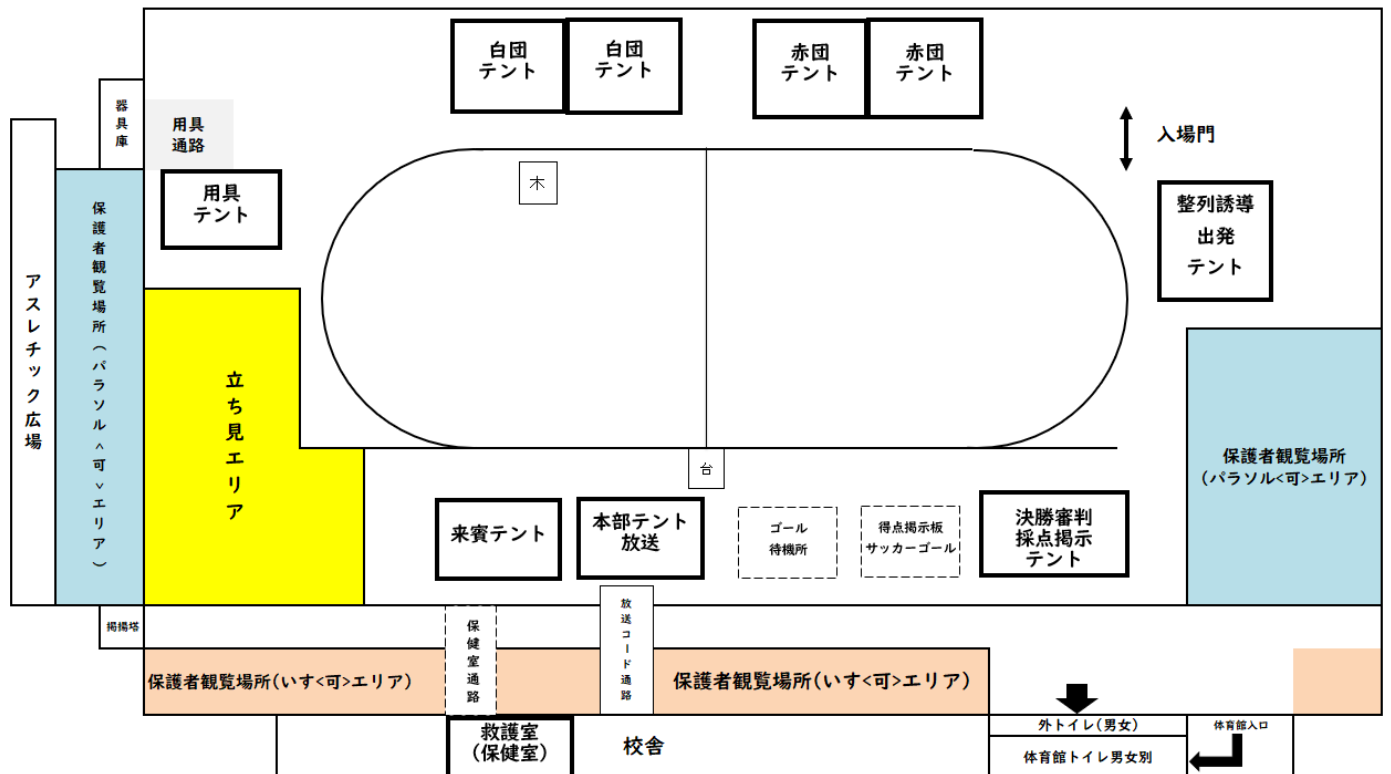 白団
テント
白団
テント
赤団
テント
赤団
テント
器具庫
用具
通路
入場門
木
用具
テント
整列誘導
出発
テント
アスレチック広場
保護者観覧場所(パラソル<可>エリア)
立ち見エリア
保護者観覧場所
(パラソル<可>エリア)
台
来賓テント
本部テント
放送
ゴール
待機所
得点掲示板
サッカーゴール
決勝審判
採点掲示
テント
掲揚塔
保健室通路
放送コード通路
保護者観覧場所(いす<可>エリア)
保護者観覧場所(いす<可>エリア)
救護室
(保健室)
校舎
外トイレ(男女)
体育館入口
体育館トイレ男女別